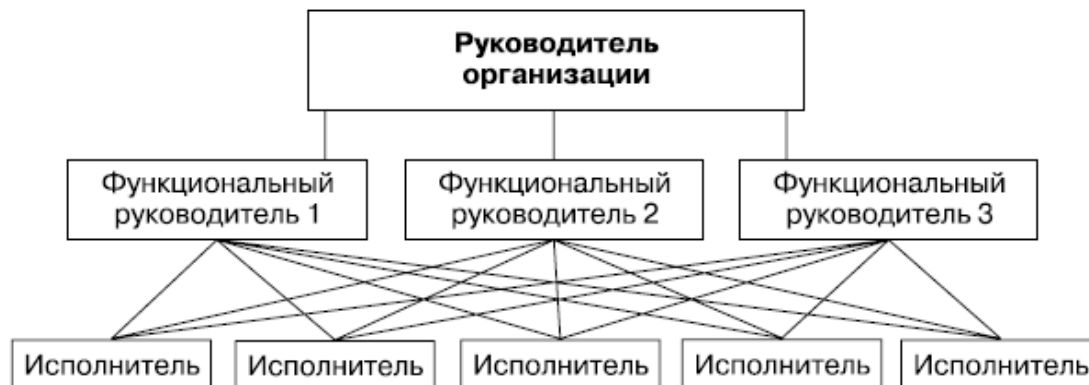 Руководитель
организации
Функциональный
руководитель 1
Функциональный
руководитель 2
Функциональный
руководитель 3
Исполнитель
Исполнитель
Исполнитель
Исполнитель
Исполнитель